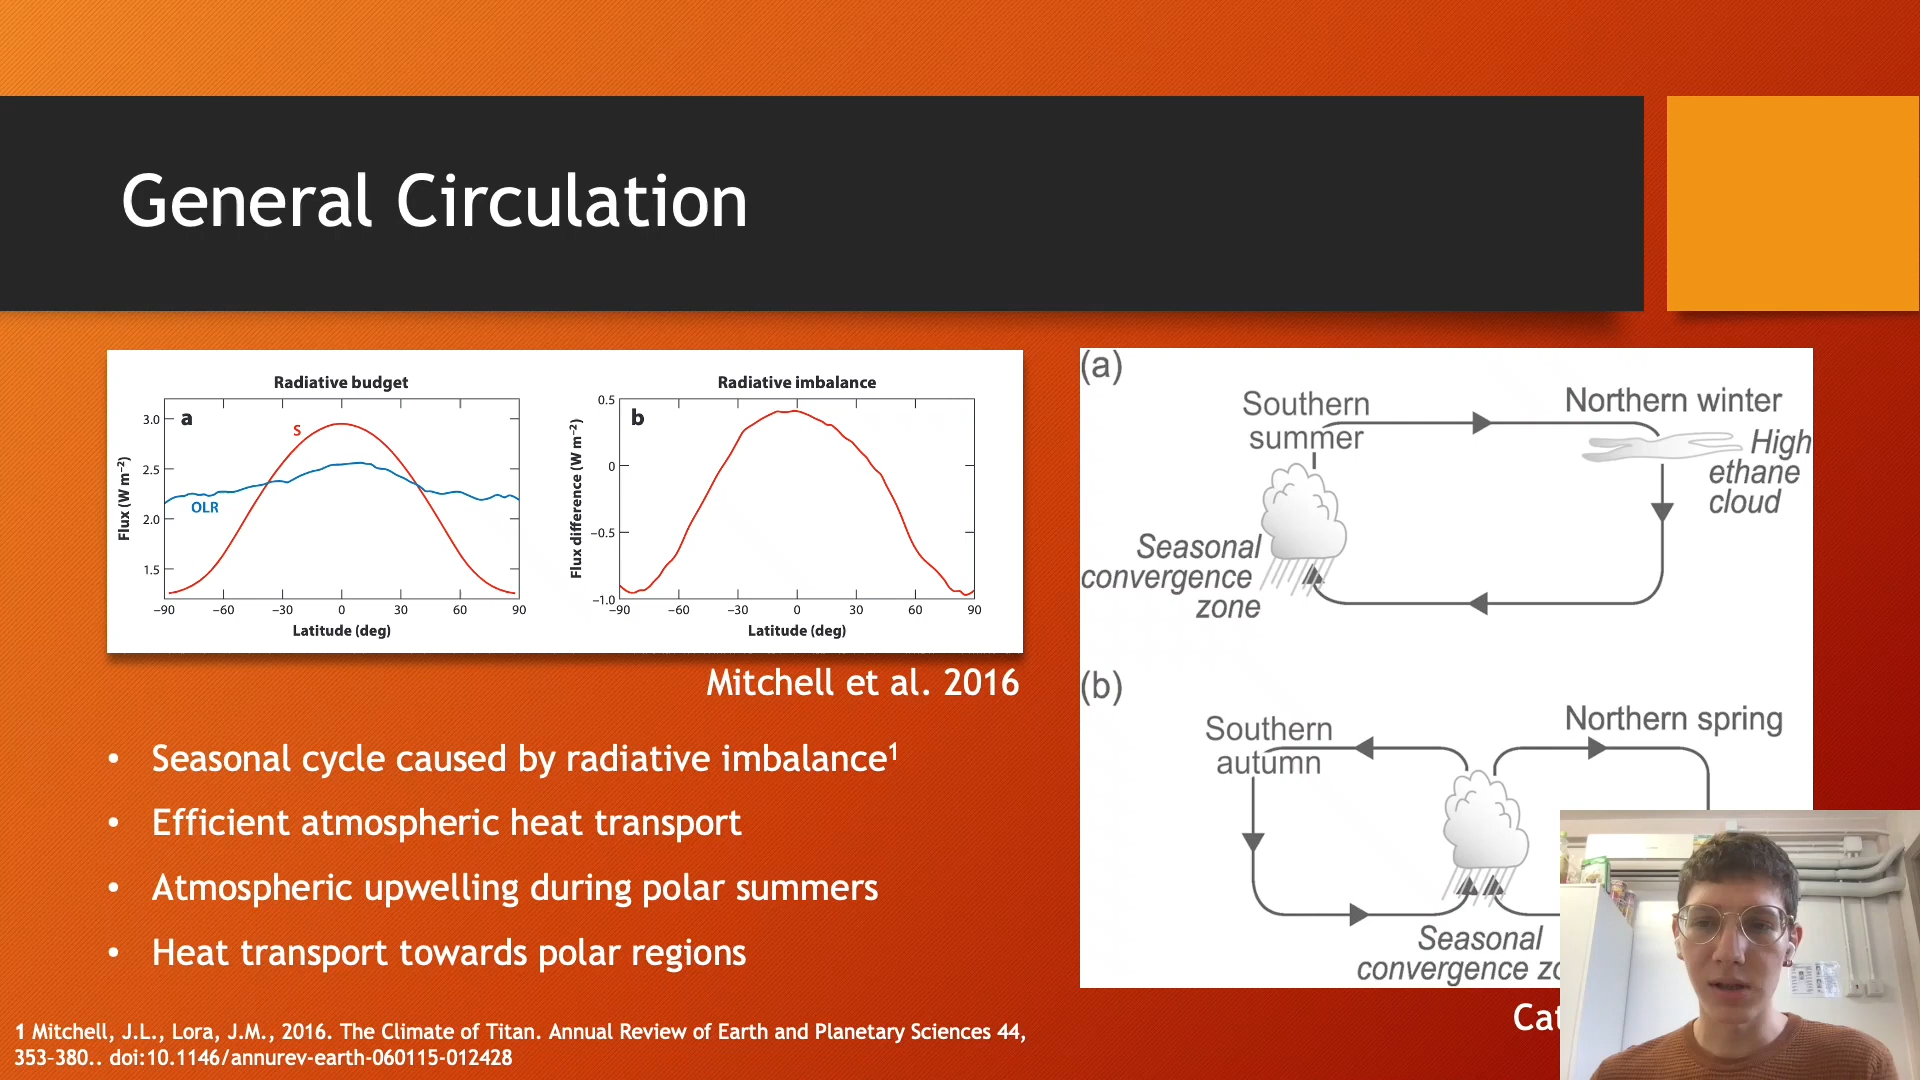 General Circulation
Radiative budget
a
S
OLR
3.0
2.5
2.0
1.5
Flux (W m⁻²)
−90 −60 −30 0 30 60 90
Latitude (deg)
Radiative imbalance
b
0.5
0
−0.5
−1.0
Flux difference (W m⁻²)
−90 −60 −30 0 30 60 90
Latitude (deg)
Mitchell et al. 2016
• Seasonal cycle caused by radiative imbalance¹
• Efficient atmospheric heat transport
• Atmospheric upwelling during polar summers
• Heat transport towards polar regions
1 Mitchell, J.L., Lora, J.M., 2016. The Climate of Titan. Annual Review of Earth and Planetary Sciences 44,
353–380.. doi:10.1146/annurev-earth-060115-012428
(a)
Southern
summer
Northern winter
High
ethane
cloud
Seasonal
convergence
zone
(b)
Southern
autumn
Northern spring
Seasonal
convergence